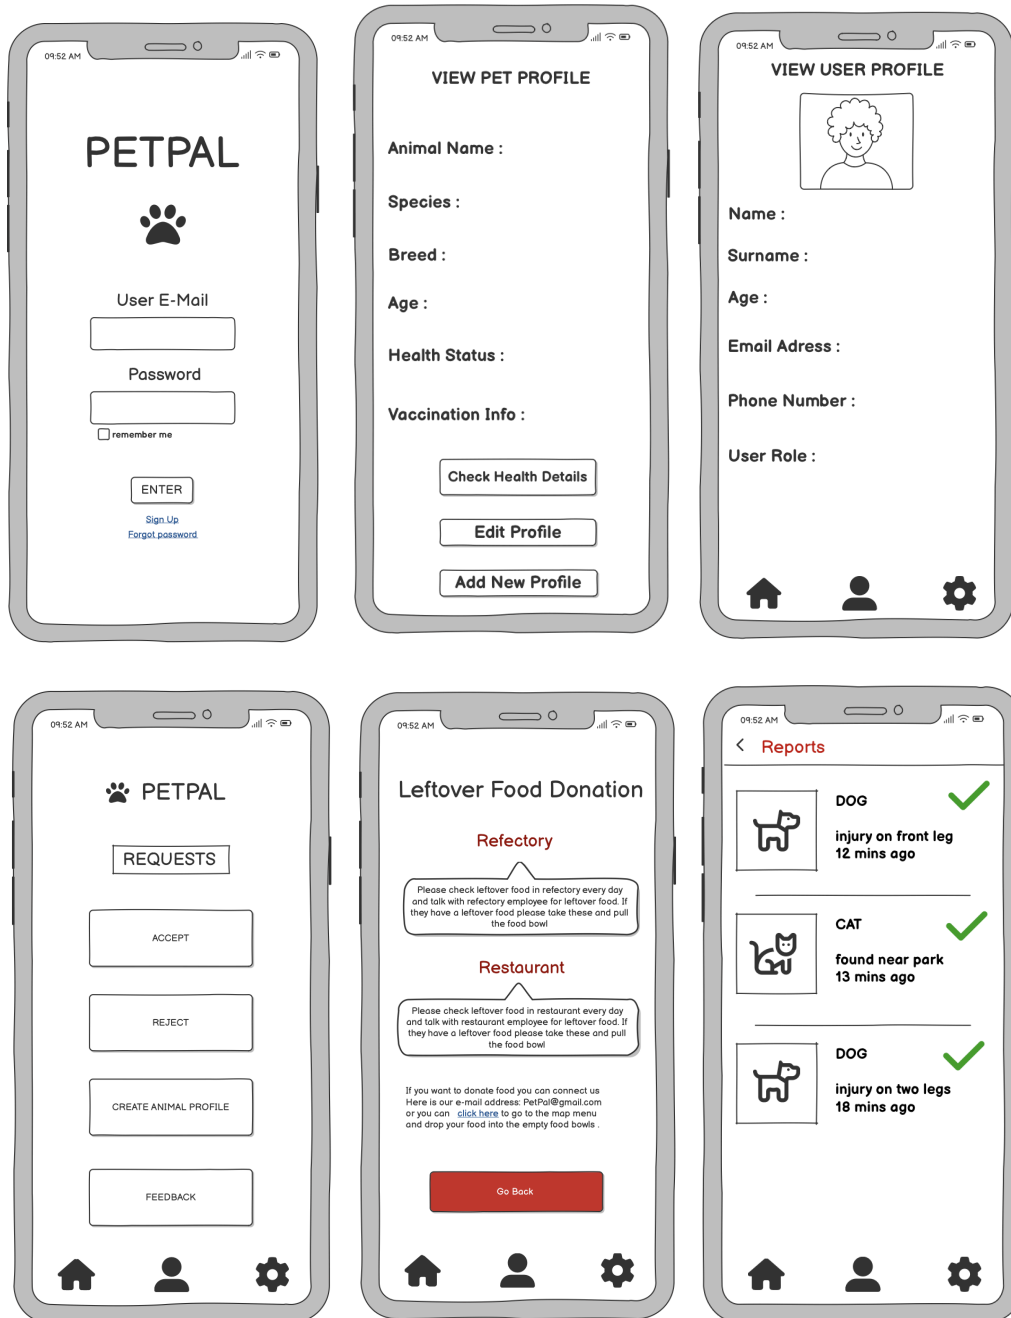 09:52 AM
PETPAL
User E-Mail
Password
remember me
ENTER
Sign Up
Forgot password
09:52 AM
VIEW PET PROFILE
Animal Name :
Species :
Breed :
Age :
Health Status :
Vaccination Info :
Check Health Details
Edit Profile
Add New Profile
09:52 AM
VIEW USER PROFILE
Name :
Surname :
Age :
Email Adress :
Phone Number :
User Role :
09:52 AM
PETPAL
REQUESTS
ACCEPT
REJECT
CREATE ANIMAL PROFILE
FEEDBACK
09:52 AM
Leftover Food Donation
Refectory
Please check leftover food in refectory every day
and talk with refectory employee for leftover food. If
they have a leftover food please take these and pull
the food bowl
Restaurant
Please check leftover food in restaurant every day
and talk with restaurant employee for leftover food. If
they have a leftover food please take these and pull
the food bowl
If you want to donate food you can connect us
Here is our e-mail address: PetPal@gmail.com
or you can click here to go to the map menu
and drop your food into the empty food bowls .
Go Back
09:52 AM
Reports
DOG
injury on front leg
12 mins ago
CAT
found near park
13 mins ago
DOG
injury on two legs
18 mins ago